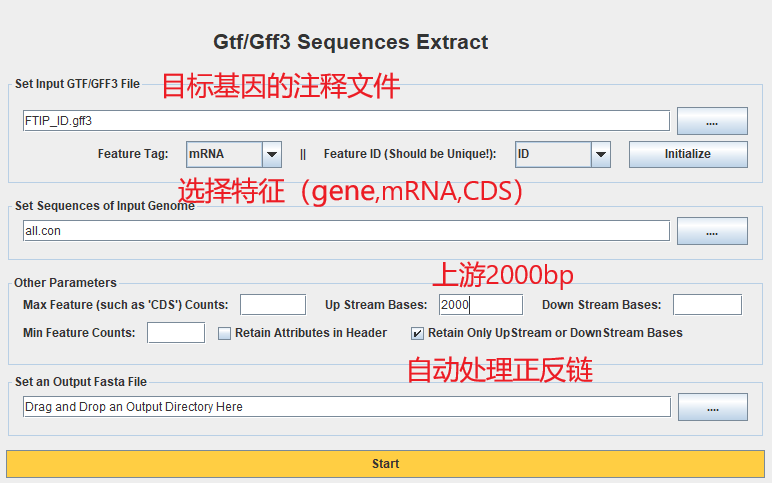 Gtf/Gff3 Sequences Extract
Set Input GTF/GFF3 File
目标基因的注释文件
FTIP_ID.gff3
....
Feature Tag: mRNA || Feature ID (Should be Unique!): ID Initialize
选择特征（gene,mRNA,CDS）
Set Sequences of Input Genome
all.con
....
Other Parameters
上游2000bp
Max Feature (such as 'CDS') Counts: Up Stream Bases: 2000 Down Stream Bases:
Min Feature Counts: Retain Attributes in Header Retain Only UpStream or DownStream Bases
自动处理正反链
Set an Output Fasta File
Drag and Drop an Output Directory Here
....
Start